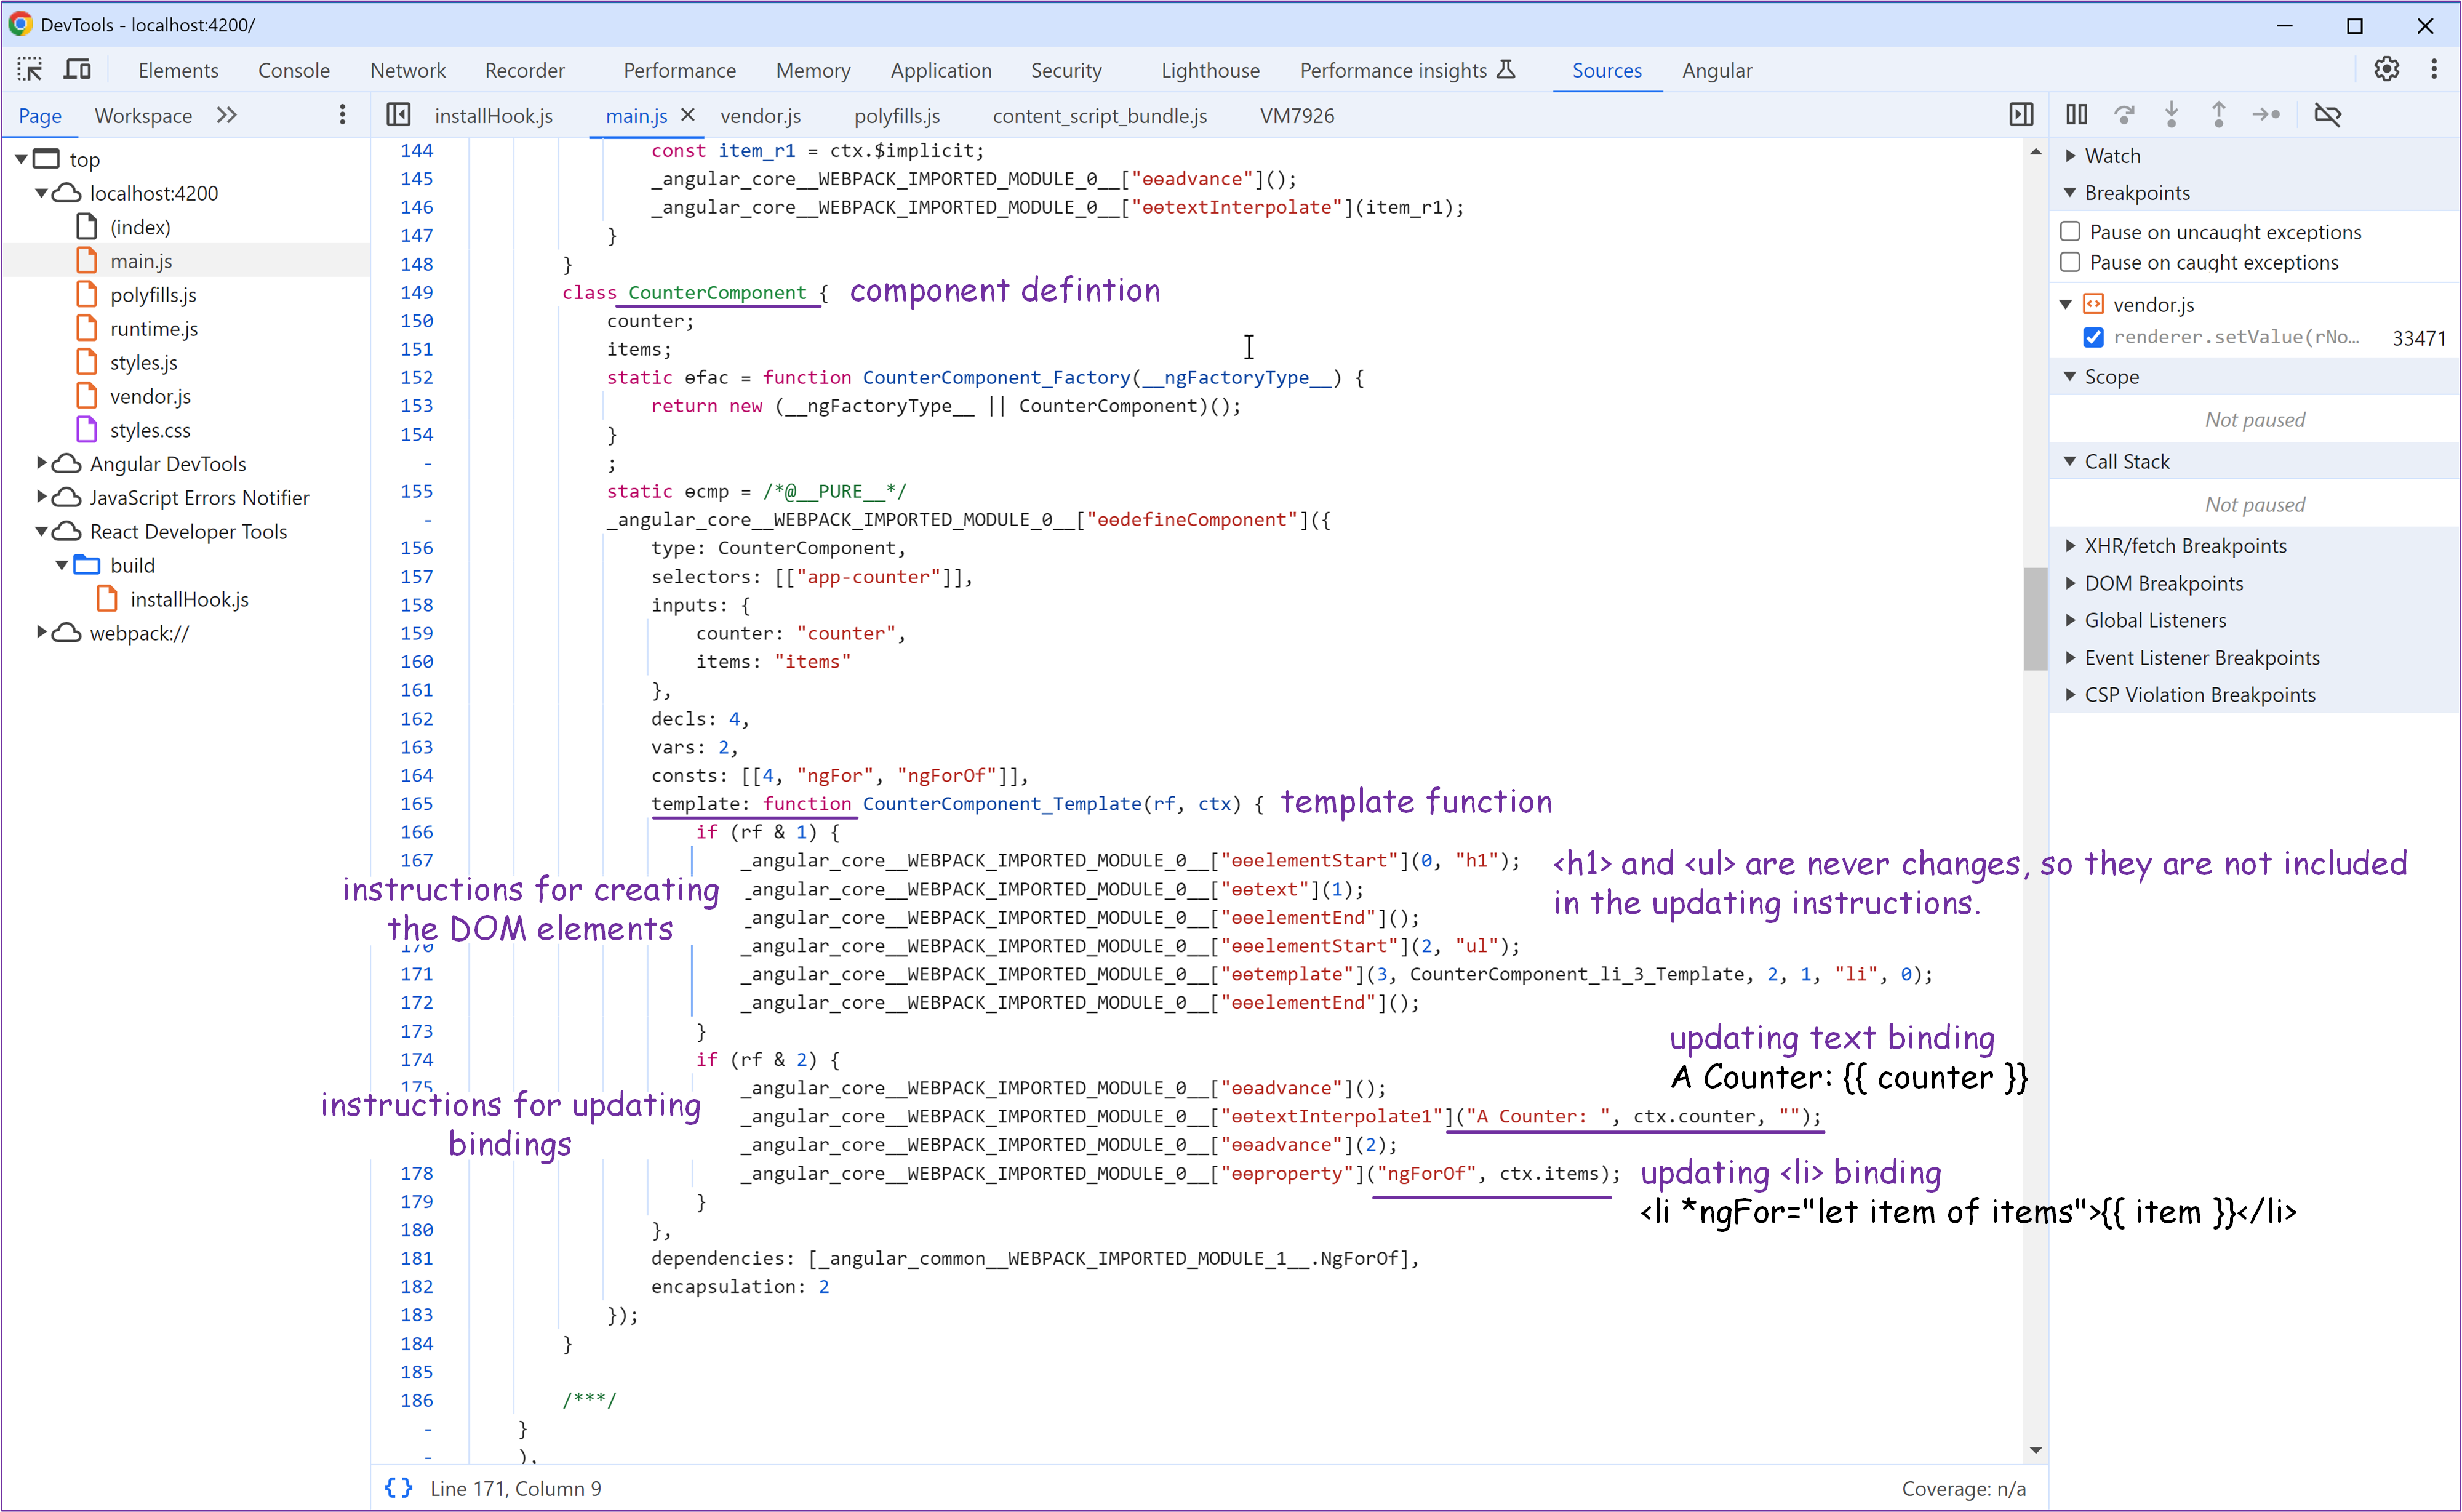 DevTools - localhost:4200/
Elements Console Network Recorder Performance Memory Application Security Lighthouse Performance insights Sources Angular
Page Workspace
installHook.js main.js vendor.js polyfills.js content_script_bundle.js VM7926
top
localhost:4200
(index)
main.js
polyfills.js
runtime.js
styles.js
vendor.js
styles.css
Angular DevTools
JavaScript Errors Notifier
React Developer Tools
build
installHook.js
webpack://
144 const item_r1 = ctx.$implicit;
145 _angular_core__WEBPACK_IMPORTED_MODULE_0__["ɵɵadvance"]();
146 _angular_core__WEBPACK_IMPORTED_MODULE_0__["ɵɵtextInterpolate"](item_r1);
147 }
148 }
149 class CounterComponent { component defintion
150 counter;
151 items;
152 static ɵfac = function CounterComponent_Factory(__ngFactoryType__) {
153 return new (__ngFactoryType__ || CounterComponent)();
154 }
- ;
155 static ɵcmp = /*@__PURE__*/
- _angular_core__WEBPACK_IMPORTED_MODULE_0__["ɵɵdefineComponent"]({
156 type: CounterComponent,
157 selectors: [["app-counter"]],
158 inputs: {
159 counter: "counter",
160 items: "items"
161 },
162 decls: 4,
163 vars: 2,
164 consts: [[4, "ngFor", "ngForOf"]],
165 template: function CounterComponent_Template(rf, ctx) { template function
166 if (rf & 1) {
167 _angular_core__WEBPACK_IMPORTED_MODULE_0__["ɵɵelementStart"](0, "h1");
_angular_core__WEBPACK_IMPORTED_MODULE_0__["ɵɵtext"](1);
_angular_core__WEBPACK_IMPORTED_MODULE_0__["ɵɵelementEnd"]();
170 _angular_core__WEBPACK_IMPORTED_MODULE_0__["ɵɵelementStart"](2, "ul");
171 _angular_core__WEBPACK_IMPORTED_MODULE_0__["ɵɵtemplate"](3, CounterComponent_li_3_Template, 2, 1, "li", 0);
172 _angular_core__WEBPACK_IMPORTED_MODULE_0__["ɵɵelementEnd"]();
173 }
174 if (rf & 2) {
175 _angular_core__WEBPACK_IMPORTED_MODULE_0__["ɵɵadvance"]();
_angular_core__WEBPACK_IMPORTED_MODULE_0__["ɵɵtextInterpolate1"]("A Counter: ", ctx.counter, "");
_angular_core__WEBPACK_IMPORTED_MODULE_0__["ɵɵadvance"](2);
178 _angular_core__WEBPACK_IMPORTED_MODULE_0__["ɵɵproperty"]("ngForOf", ctx.items);
179 }
180 },
181 dependencies: [_angular_common__WEBPACK_IMPORTED_MODULE_1__.NgForOf],
182 encapsulation: 2
183 });
184 }
185
186 /***/
- }
- ),
instructions for creating
the DOM elements
<h1> and <ul> are never changes, so they are not included
in the updating instructions.
instructions for updating
bindings
updating text binding
A Counter: {{ counter }}
updating <li> binding
<li *ngFor="let item of items">{{ item }}</li>
{} Line 171, Column 9
Coverage: n/a
Watch
Breakpoints
Pause on uncaught exceptions
Pause on caught exceptions
vendor.js
renderer.setValue(rNo… 33471
Scope
Not paused
Call Stack
Not paused
XHR/fetch Breakpoints
DOM Breakpoints
Global Listeners
Event Listener Breakpoints
CSP Violation Breakpoints